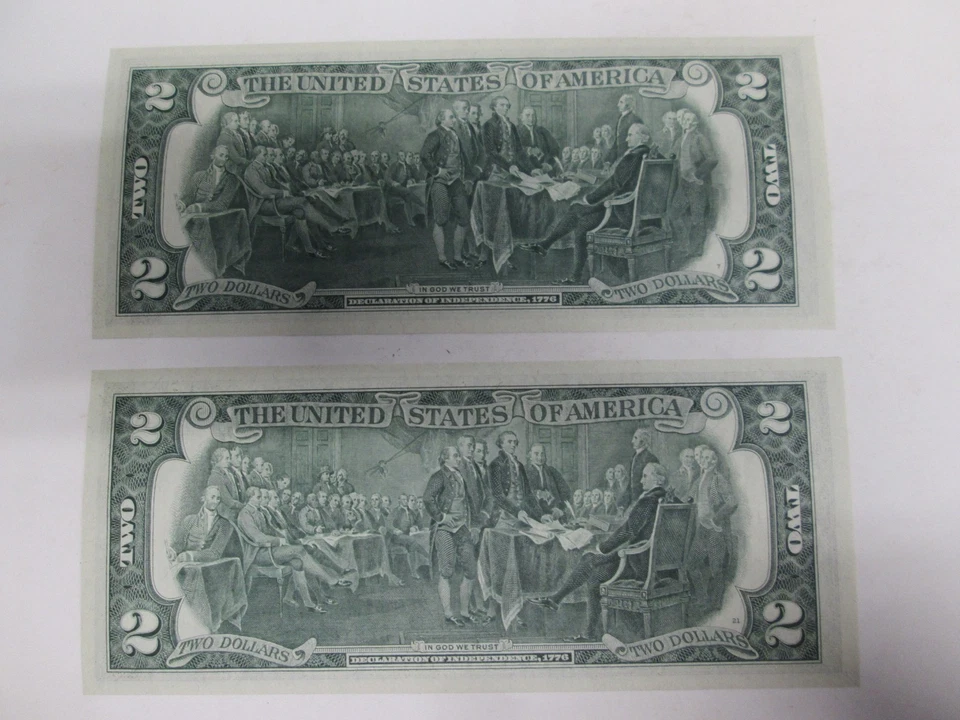 THE UNITED STATES OF AMERICA
2 2
TWO TWO
2 2
TWO DOLLARS IN GOD WE TRUST TWO DOLLARS
DECLARATION OF INDEPENDENCE, 1776
7
THE UNITED STATES OF AMERICA
2 2
TWO TWO
2 2
21
TWO DOLLARS IN GOD WE TRUST TWO DOLLARS
DECLARATION OF INDEPENDENCE, 1776